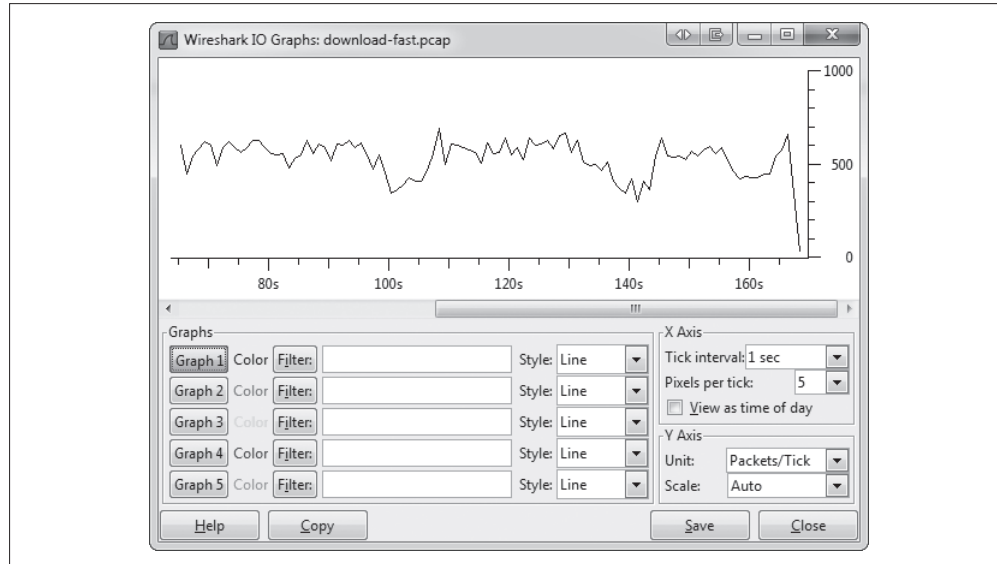 Wireshark IO Graphs: download-fast.pcap
1000
500
0
80s 100s 120s 140s 160s
Graphs
Graph 1 Color Filter: Style: Line
Graph 2 Color Filter: Style: Line
Graph 3 Color Filter: Style: Line
Graph 4 Color Filter: Style: Line
Graph 5 Color Filter: Style: Line
X Axis
Tick interval: 1 sec
Pixels per tick: 5
View as time of day
Y Axis
Unit: Packets/Tick
Scale: Auto
Help Copy Save Close